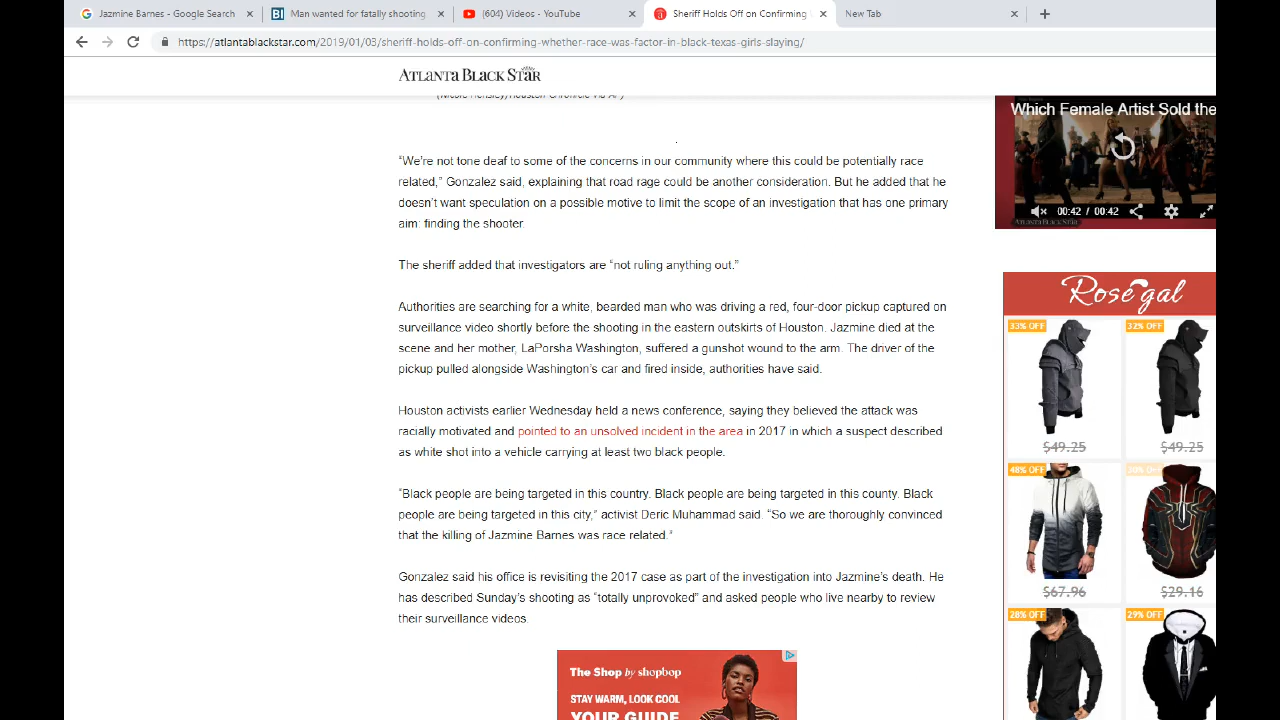 Jazmine Barnes - Google Search
Man wanted for fatally shooting
(604) Videos - YouTube
Sheriff Holds Off on Confirming
New Tab
https://atlantablackstar.com/2019/01/03/sheriff-holds-off-on-confirming-whether-race-was-factor-in-black-texas-girls-slaying/
ATLANTA BLACK STAR
“We’re not tone deaf to some of the concerns in our community where this could be potentially race
related,” Gonzalez said, explaining that road rage could be another consideration. But he added that he
doesn’t want speculation on a possible motive to limit the scope of an investigation that has one primary
aim: finding the shooter.
The sheriff added that investigators are “not ruling anything out.”
Authorities are searching for a white, bearded man who was driving a red, four-door pickup captured on
surveillance video shortly before the shooting in the eastern outskirts of Houston. Jazmine died at the
scene and her mother, LaPorsha Washington, suffered a gunshot wound to the arm. The driver of the
pickup pulled alongside Washington’s car and fired inside, authorities have said.
Houston activists earlier Wednesday held a news conference, saying they believed the attack was
racially motivated and pointed to an unsolved incident in the area in 2017 in which a suspect described
as white shot into a vehicle carrying at least two black people.
“Black people are being targeted in this country. Black people are being targeted in this county. Black
people are being targeted in this city,” activist Deric Muhammad said. “So we are thoroughly convinced
that the killing of Jazmine Barnes was race related.”
Gonzalez said his office is revisiting the 2017 case as part of the investigation into Jazmine’s death. He
has described Sunday’s shooting as “totally unprovoked” and asked people who live nearby to review
their surveillance videos.
The Shop by shopbop
STAY WARM, LOOK COOL
YOUR GUIDE
Which Female Artist Sold the
00:42 / 00:42
ATLANTA BLACK STAR
Rosegal
33% OFF
32% OFF
$49.25
$49.25
48% OFF
30% OFF
$67.96
$29.16
28% OFF
29% OFF